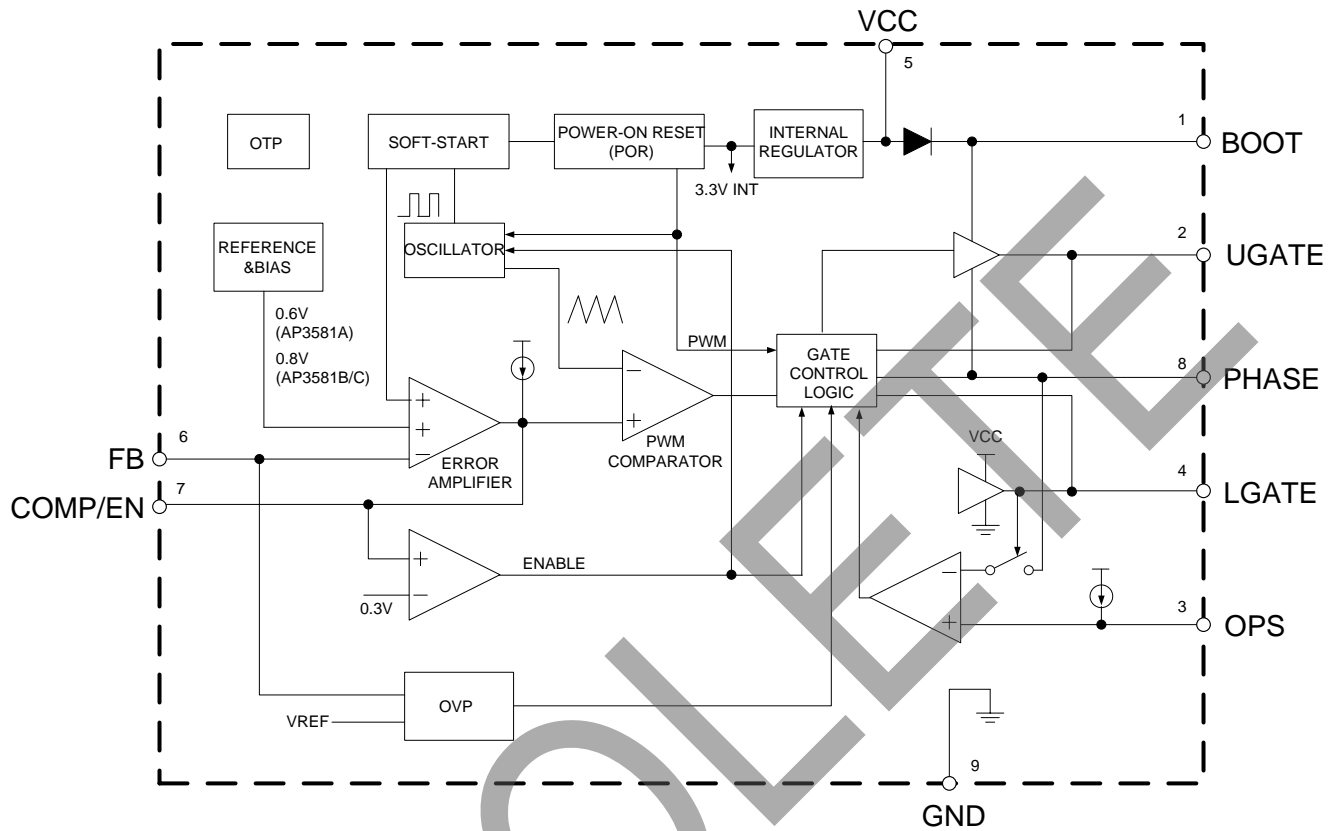 VCC
5
OTP
SOFT-START
POWER-ON RESET
(POR)
INTERNAL
REGULATOR
1
BOOT
3.3V INT
REFERENCE
&BIAS
OSCILLATOR
2
UGATE
0.6V
(AP3581A)
0.8V
(AP3581B/C)
PWM
GATE
CONTROL
LOGIC
8
PHASE
+
+
−
ERROR
AMPLIFIER
−
+
PWM
COMPARATOR
6
FB
7
COMP/EN
VCC
4
LGATE
+
−
0.3V
ENABLE
−
+
3
OPS
OVP
VREF
9
GND
OLETE